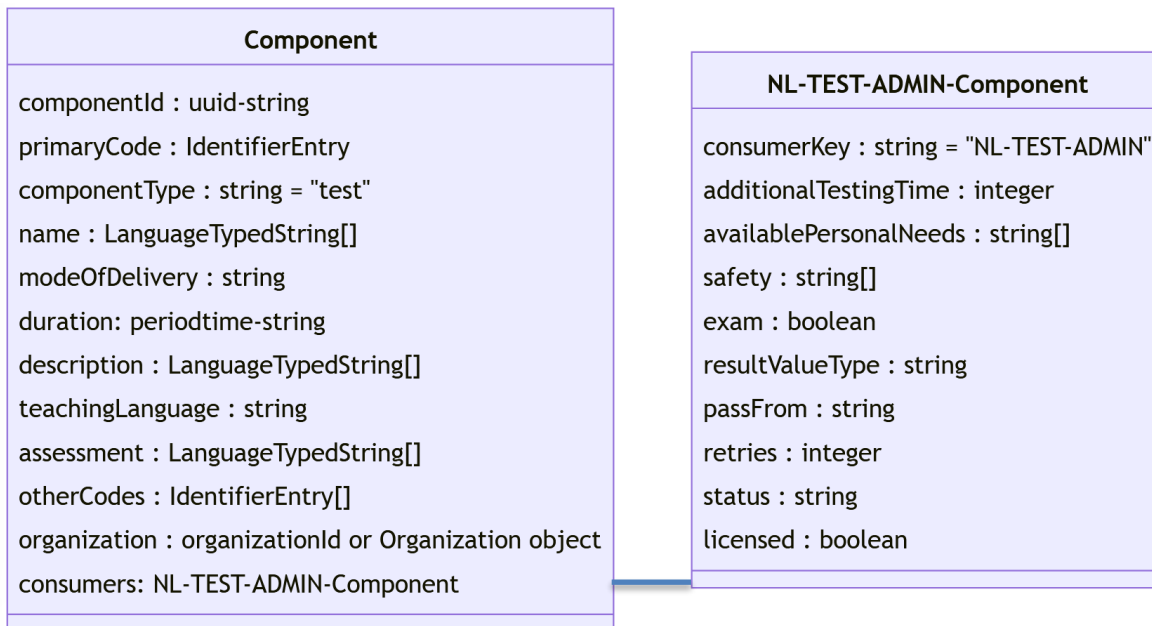 Component
componentId : uuid-string
primaryCode : IdentifierEntry
componentType : string = "test"
name : LanguageTypedString[]
modeOfDelivery : string
duration: periodtime-string
description : LanguageTypedString[]
teachingLanguage : string
assessment : LanguageTypedString[]
otherCodes : IdentifierEntry[]
organization : organizationId or Organization object
consumers: NL-TEST-ADMIN-Component
NL-TEST-ADMIN-Component
consumerKey : string = "NL-TEST-ADMIN"
additionalTestingTime : integer
availablePersonalNeeds : string[]
safety : string[]
exam : boolean
resultValueType : string
passFrom : string
retries : integer
status : string
licensed : boolean